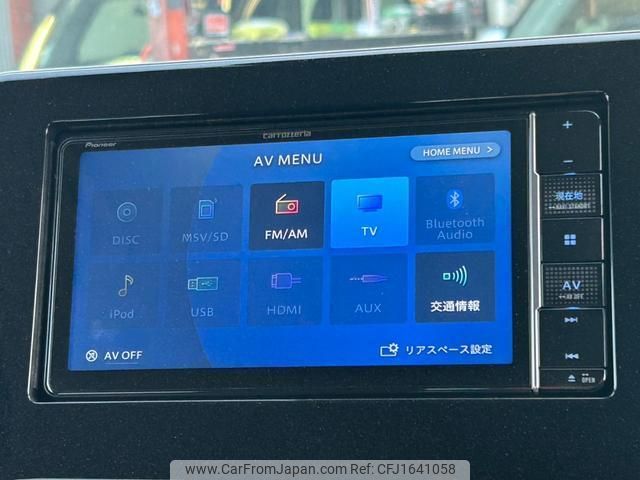 carrozzeria
Pioneer
AV MENU
HOME MENU >
DISC
MSV/SD
FM/AM
TV
Bluetooth
Audio
iPod
USB
HDMI
AUX
交通情報
AV OFF
リアスペース設定
+
−
現在地
AV
OPEN
www.CarFromJapan.com - CFJ1641058